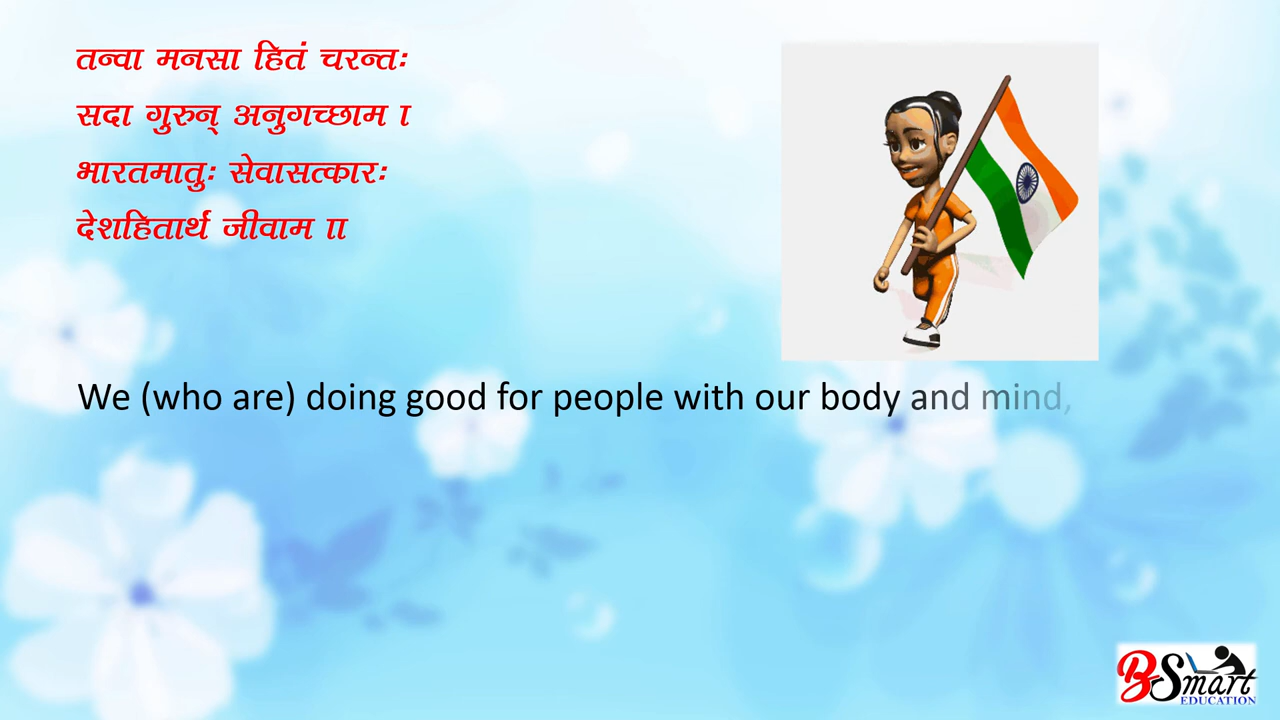 तन्वा मनसा हितं चरन्तः
सदा गुरुन् अनुगच्छाम ।
भारतमातुः सेवासत्कारः
देशहितार्थं जीवाम ॥
We (who are) doing good for people with our body and mind,
B Smart
EDUCATION